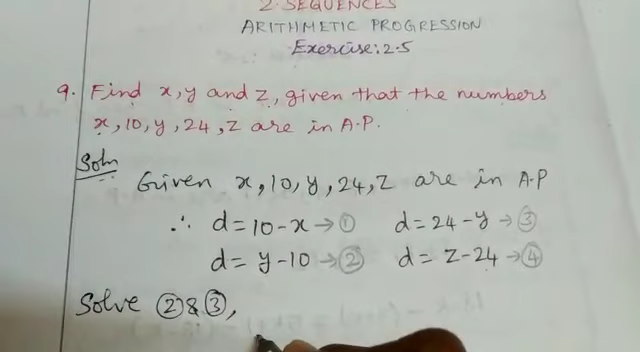 2. SEQUENCES
ARITHMETIC PROGRESSION
Exercise: 2.5
9. Find x, y and z, given that the numbers
x, 10, y, 24, z are in A.P.
Soln
Given x, 10, y, 24, z are in A.P
∴ d = 10 - x → ① d = 24 - y → ③
d = y - 10 → ② d = z - 24 → ④
Solve ② & ③,